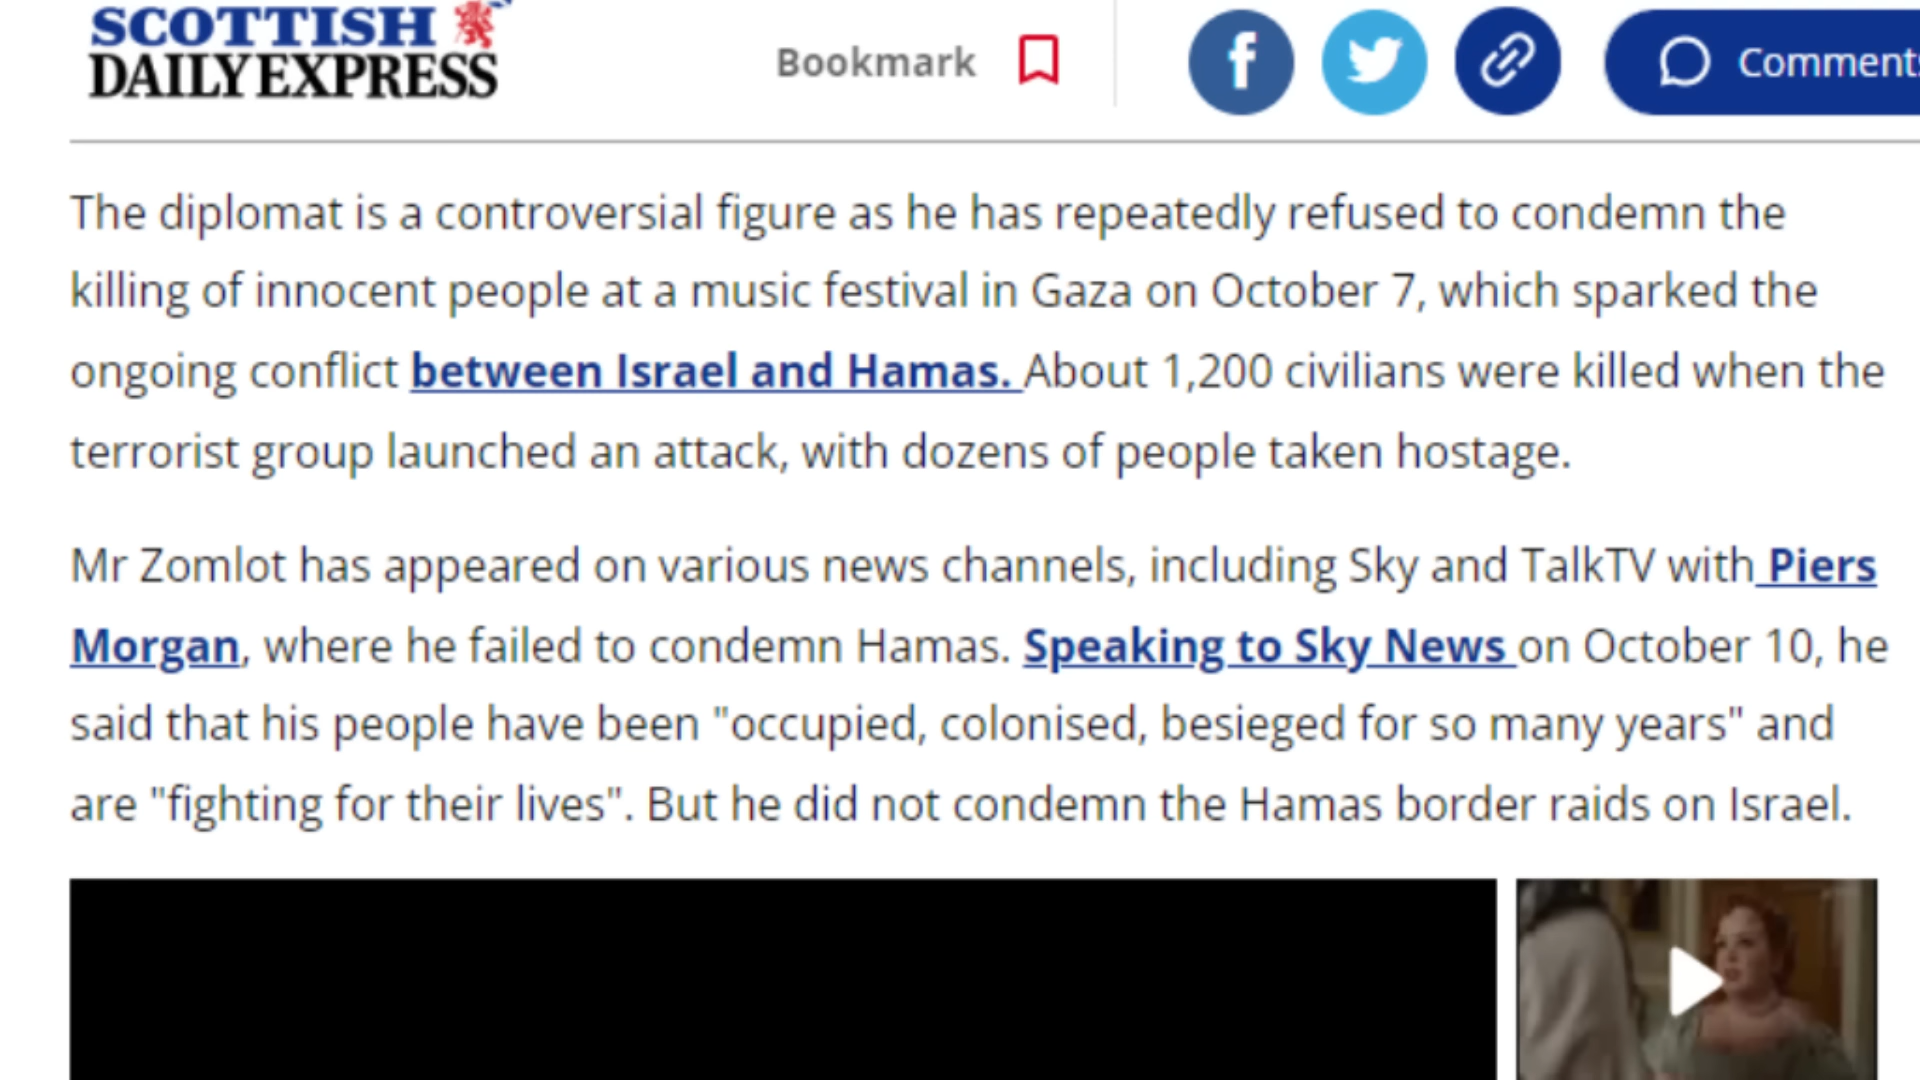 SCOTTISH
DAILY EXPRESS
Bookmark
Comments
The diplomat is a controversial figure as he has repeatedly refused to condemn the
killing of innocent people at a music festival in Gaza on October 7, which sparked the
ongoing conflict between Israel and Hamas. About 1,200 civilians were killed when the
terrorist group launched an attack, with dozens of people taken hostage.
Mr Zomlot has appeared on various news channels, including Sky and TalkTV with Piers
Morgan, where he failed to condemn Hamas. Speaking to Sky News on October 10, he
said that his people have been "occupied, colonised, besieged for so many years" and
are "fighting for their lives". But he did not condemn the Hamas border raids on Israel.